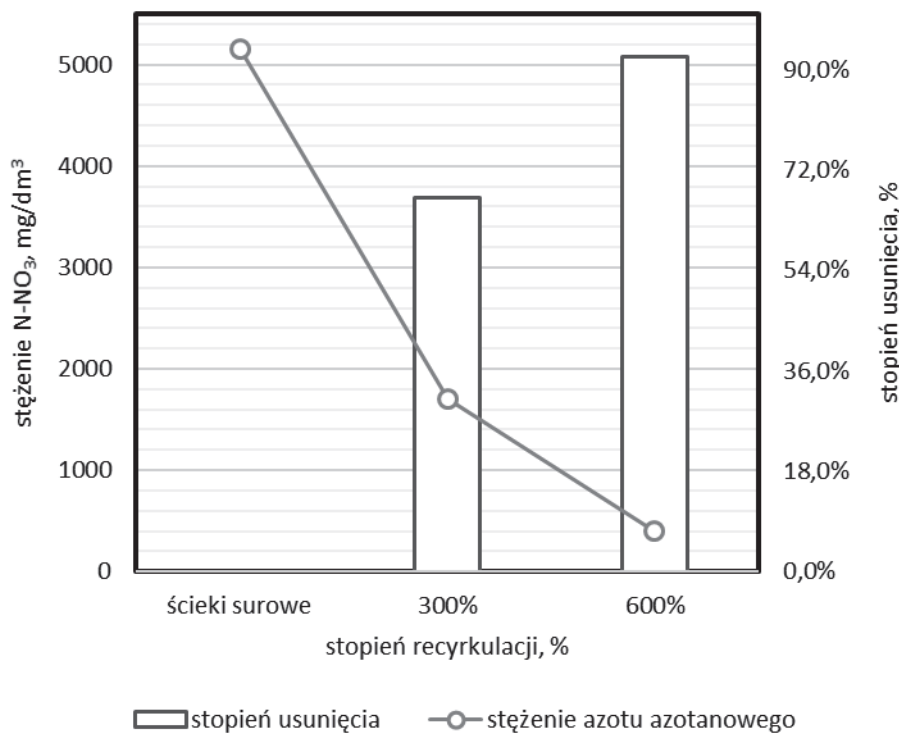 stężenie N-NO₃, mg/dm³
5000
4000
3000
2000
1000
0
90,0%
72,0%
54,0%
36,0%
18,0%
0,0%
stopień usunięcia, %
ścieki surowe 300% 600%
stopień recyrkulacji, %
stopień usunięcia stężenie azotu azotanowego